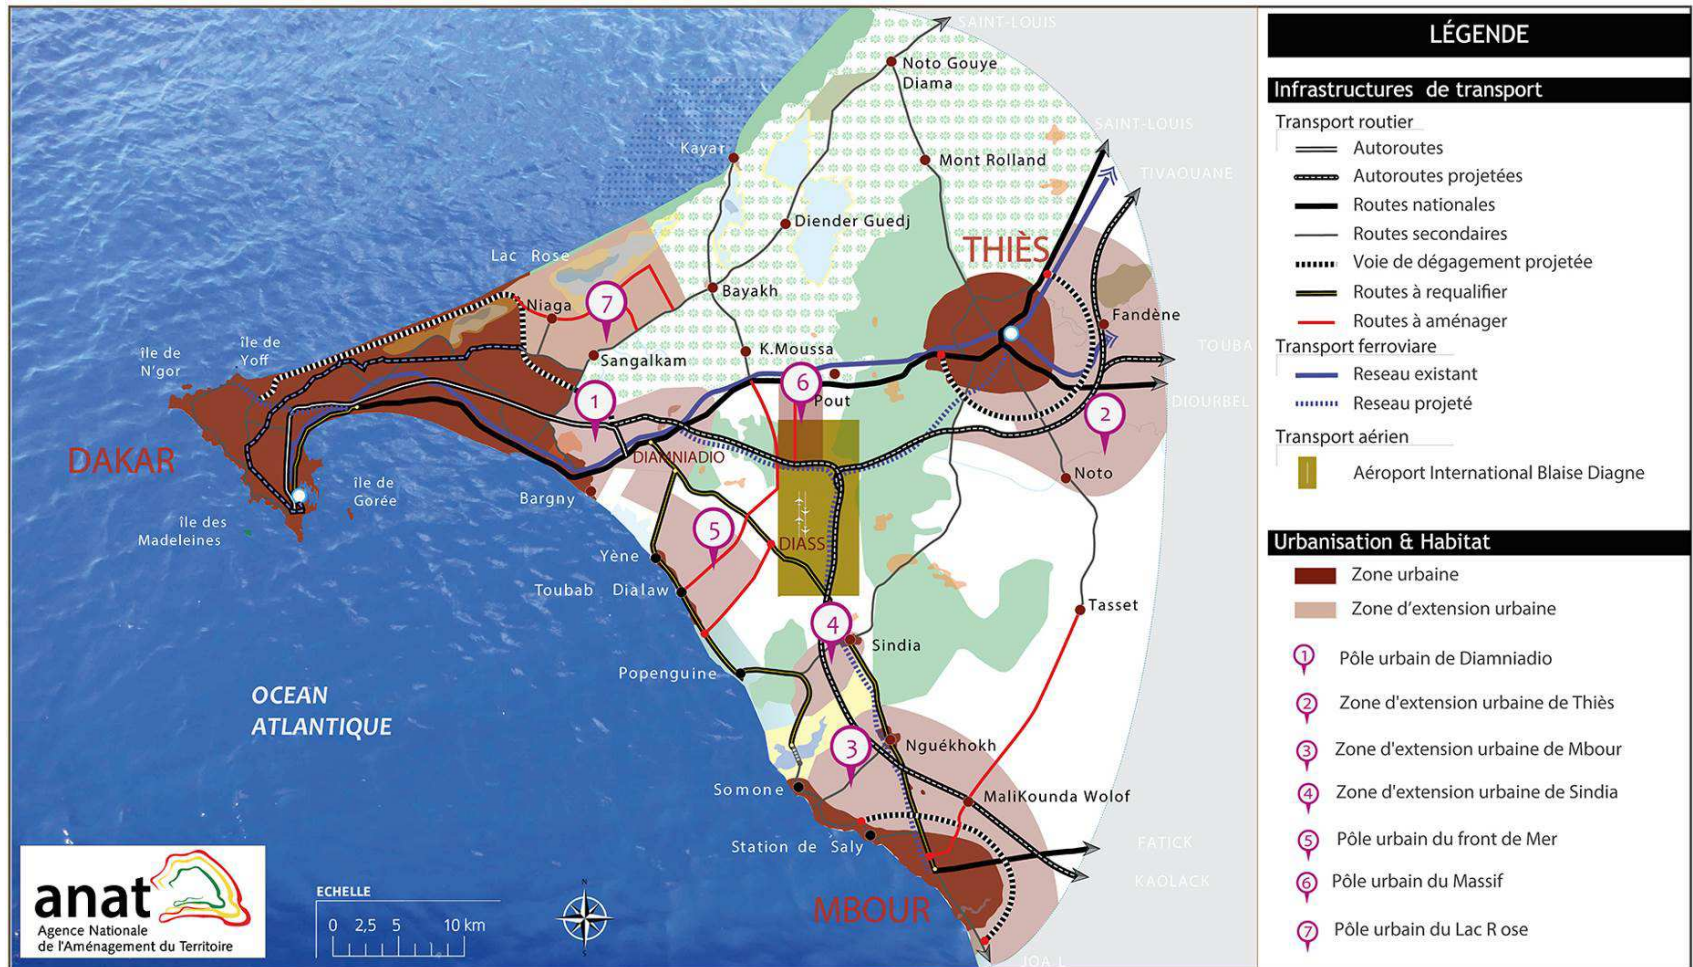 SAINT-LOUIS
Noto Gouye
Diama
SAINT-LOUIS
Kayar
Mont Rolland
TIVAOUANE
Diender Guedj
THIÈS
Lac Rose
Bayakh
Niaga
7
Fandène
île de
Yoff
île de
N'gor
Sangalkam
K.Moussa
TOUBA
6
Pout
DIOURBEL
1
2
DAKAR
DIAMNIADIO
île de
Gorée
Bargny
Noto
île des
Madeleines
5
DIASS
Yène
Toubab Dialaw
Tasset
4
Sindia
Popenguine
OCEAN
ATLANTIQUE
3
Nguékhokh
Somone
MaliKounda Wolof
Station de Saly
FATICK
KAOLACK
MBOUR
JOA-L
anat
Agence Nationale
de l'Aménagement du Territoire
ECHELLE
0 2,5 5 10 km
N
LÉGENDE
Infrastructures de transport
Transport routier
Autoroutes
Autoroutes projetées
Routes nationales
Routes secondaires
Voie de dégagement projetée
Routes à requalifier
Routes à aménager
Transport ferroviare
Reseau existant
Reseau projeté
Transport aérien
Aéroport International Blaise Diagne
Urbanisation & Habitat
Zone urbaine
Zone d'extension urbaine
1 Pôle urbain de Diamniadio
2 Zone d'extension urbaine de Thiès
3 Zone d'extension urbaine de Mbour
4 Zone d'extension urbaine de Sindia
5 Pôle urbain du front de Mer
6 Pôle urbain du Massif
7 Pôle urbain du Lac R ose